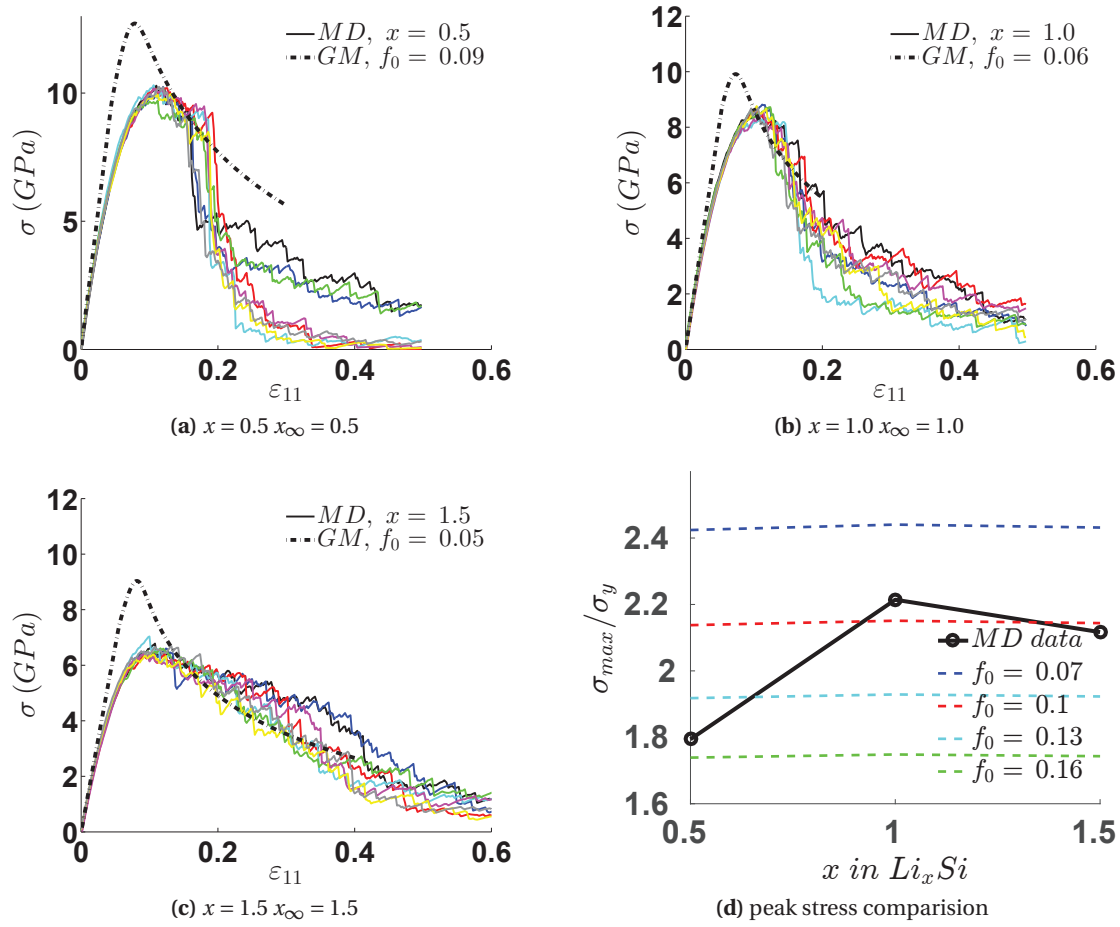 MD, x = 0.5
GM, f₀ = 0.09
10
5
0
σ (GPa)
0 0.2 0.4 0.6
ε₁₁
(a) x = 0.5 x∞ = 0.5
MD, x = 1.0
GM, f₀ = 0.06
12
10
8
6
4
2
0
σ (GPa)
0 0.2 0.4 0.6
ε₁₁
(b) x = 1.0 x∞ = 1.0
MD, x = 1.5
GM, f₀ = 0.05
12
10
8
6
4
2
0
σ (GPa)
0 0.2 0.4 0.6
ε₁₁
(c) x = 1.5 x∞ = 1.5
2.4
2.2
2
1.8
1.6
σmax/σy
MD data
f₀ = 0.07
f₀ = 0.1
f₀ = 0.13
f₀ = 0.16
0.5 1 1.5
x in LiₓSi
(d) peak stress comparision